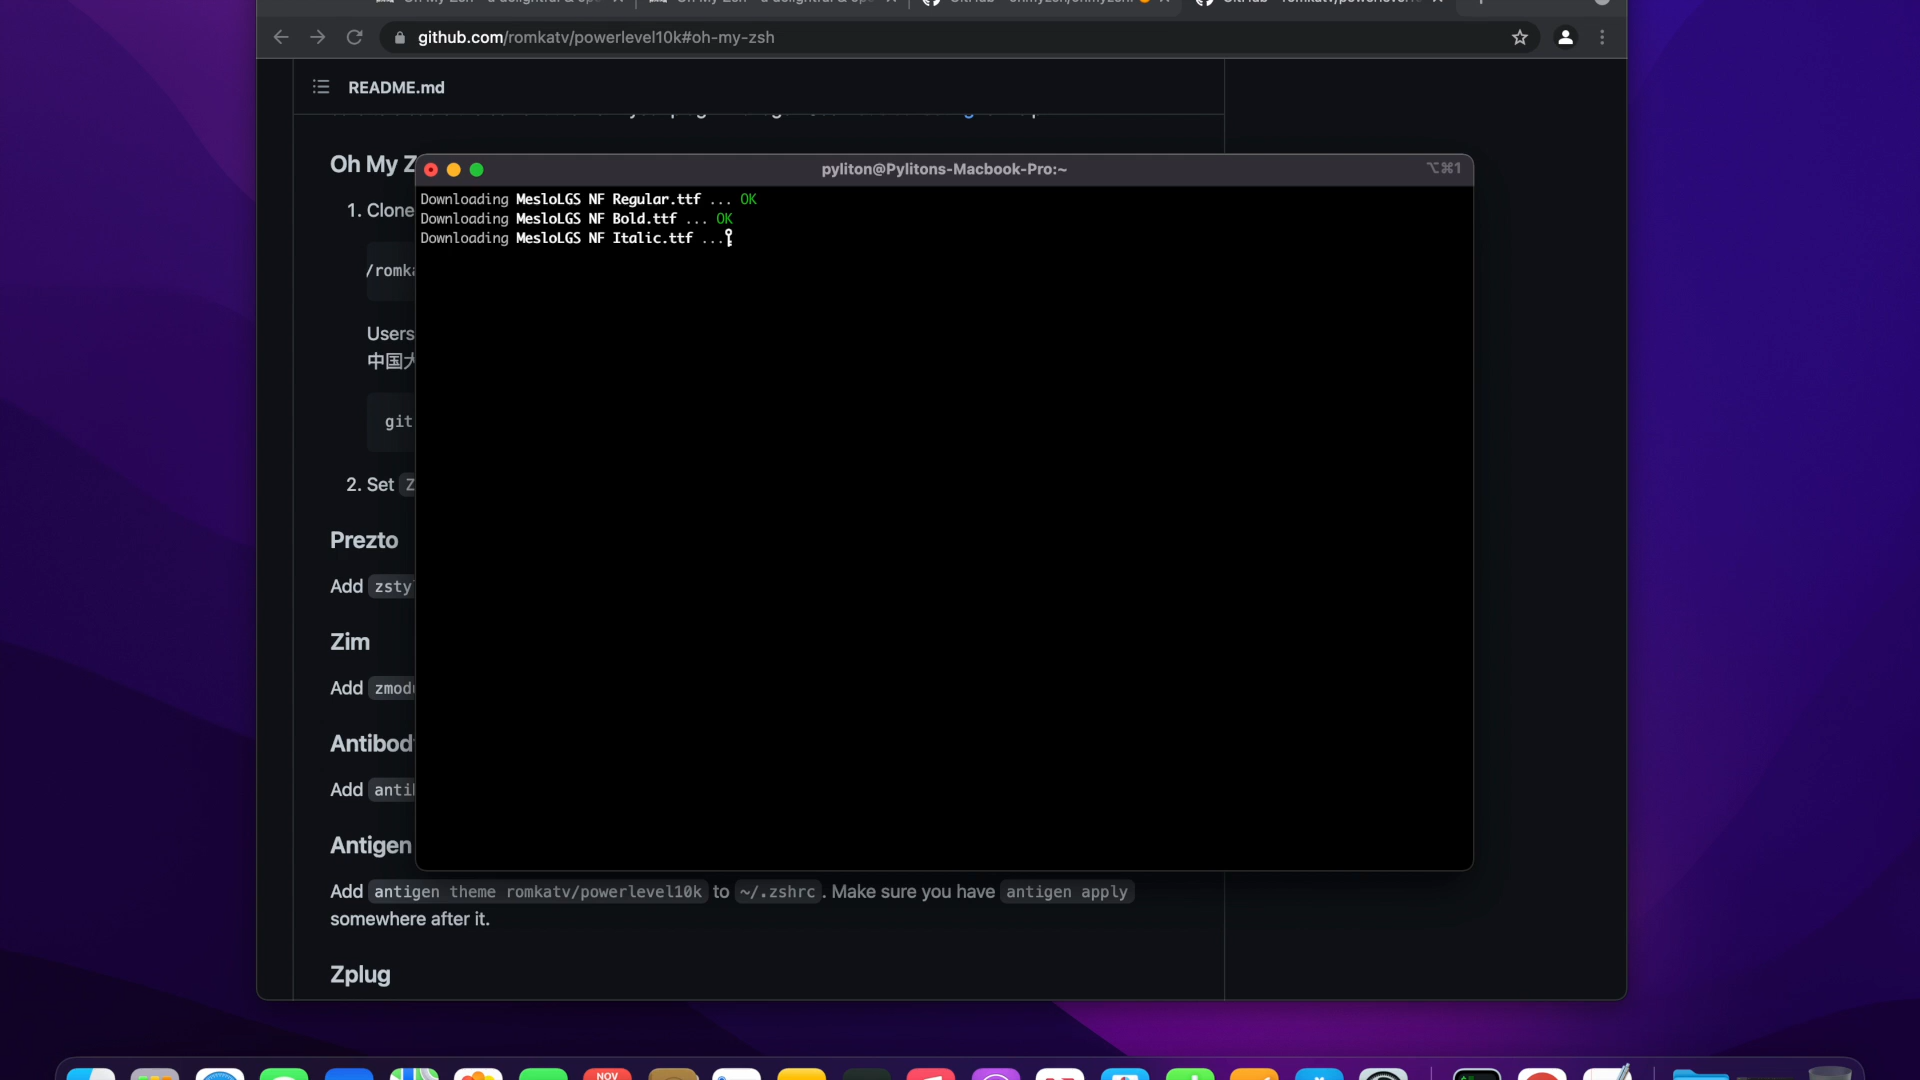 github.com/romkatv/powerlevel10k#oh-my-zsh
README.md
pyliton@Pylitons-Macbook-Pro:~
⌥⌘1
Downloading MesloLGS NF Regular.ttf ... OK
Downloading MesloLGS NF Bold.ttf ... OK
Downloading MesloLGS NF Italic.ttf ...
Oh My Z
1. Clone
/romka
Users
中国大
git
2. Set Z
Prezto
Add zsty
Zim
Add zmodu
Antibod
Add anti
Antigen
Add antigen theme romkatv/powerlevel10k to ~/.zshrc. Make sure you have antigen apply
somewhere after it.
Zplug
NOV